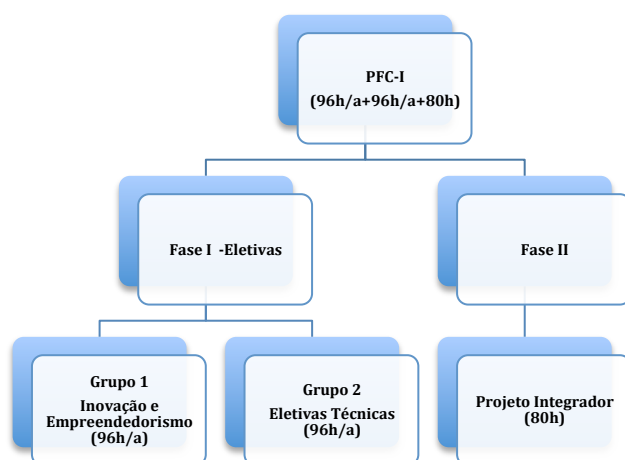 PFC-I
(96h/a+96h/a+80h)
Fase I -Eletivas
Fase II
Grupo 1
Inovação e
Empreendedorismo
(96h/a)
Grupo 2
Eletivas Técnicas
(96h/a)
Projeto Integrador
(80h)